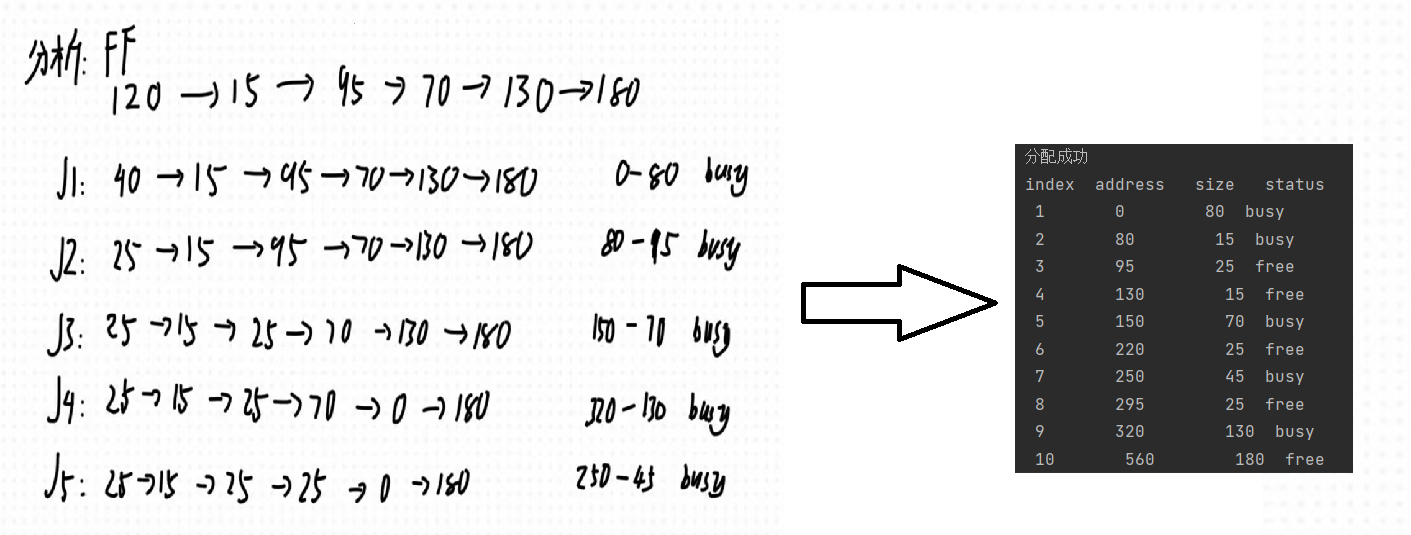 分析: FF
120 → 15 → 95 → 70 → 130 → 180
J1: 40 → 15 → 95 → 70 → 130 → 180 0-80 busy
J2: 25 → 15 → 95 → 70 → 130 → 180 80-95 busy
J3: 25 → 15 → 25 → 70 → 130 → 180 150-70 busy
J4: 25 → 15 → 25 → 70 → 0 → 180 320-130 busy
J5: 25 → 15 → 25 → 25 → 0 → 180 250-45 busy
分配成功
index address size status
1 0 80 busy
2 80 15 busy
3 95 25 free
4 130 15 free
5 150 70 busy
6 220 25 free
7 250 45 busy
8 295 25 free
9 320 130 busy
10 560 180 free